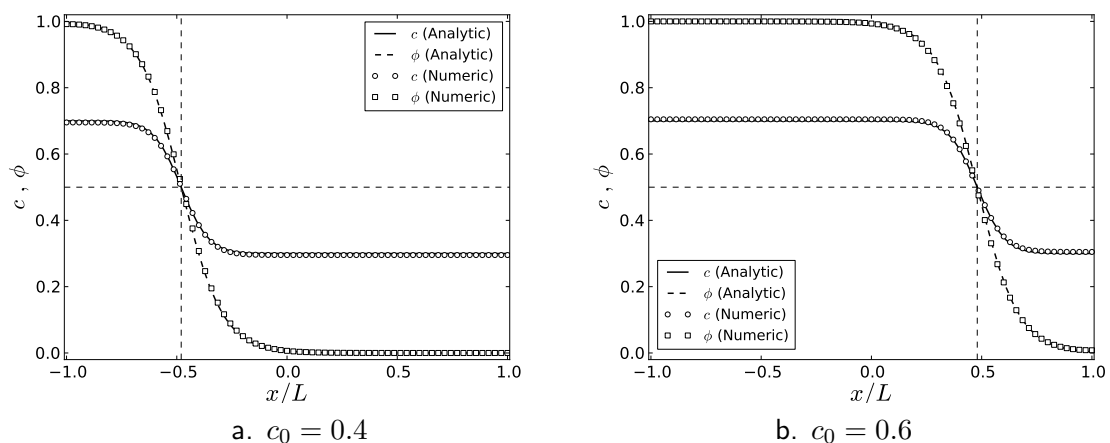 1.0
0.8
0.6
0.4
0.2
0.0
c , ϕ
c (Analytic)
ϕ (Analytic)
c (Numeric)
ϕ (Numeric)
−1.0 −0.5 0.0 0.5 1.0
x/L
a. c₀ = 0.4
1.0
0.8
0.6
0.4
0.2
0.0
c , ϕ
c (Analytic)
ϕ (Analytic)
c (Numeric)
ϕ (Numeric)
−1.0 −0.5 0.0 0.5 1.0
x/L
b. c₀ = 0.6